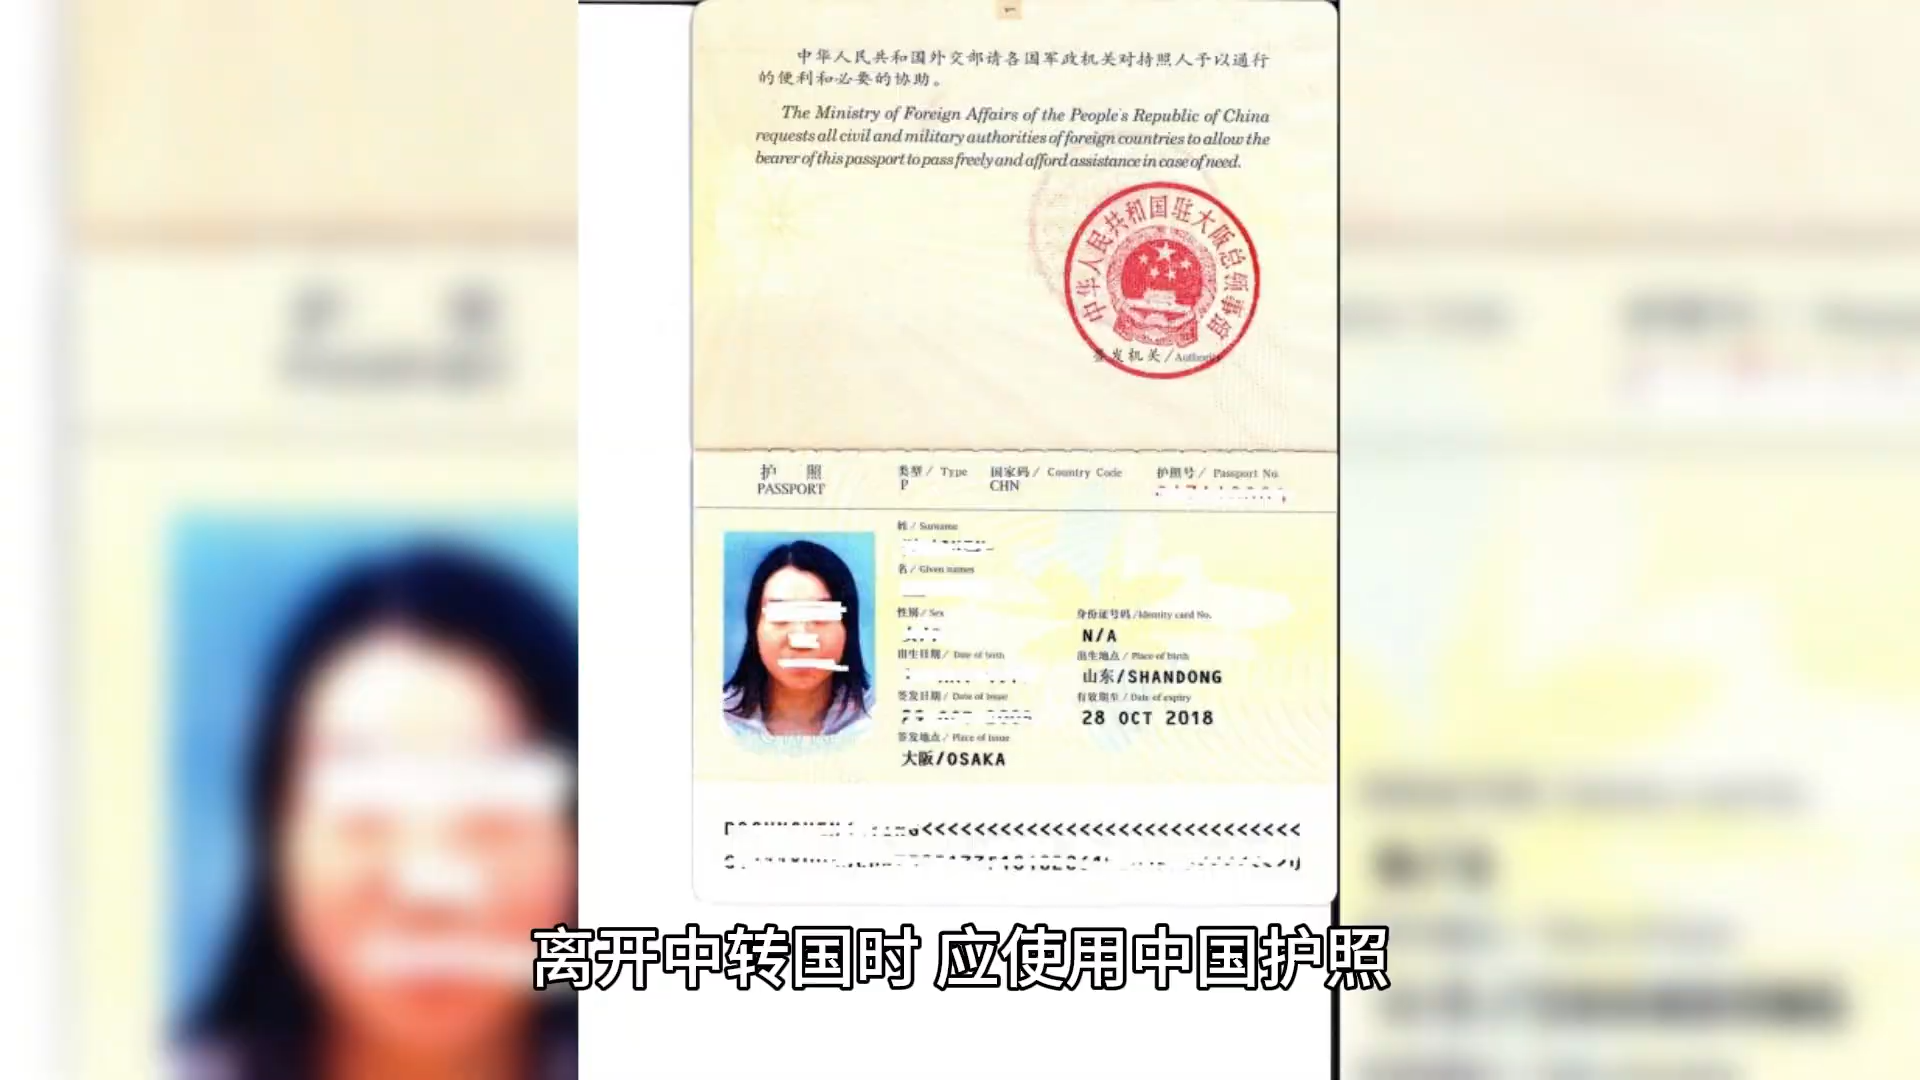 中华人民共和国外交部请各国军政机关对持照人予以通行
的便利和必要的协助。
The Ministry of Foreign Affairs of the People's Republic of China
requests all civil and military authorities of foreign countries to allow the
bearer of this passport to pass freely and afford assistance in case of need.
中华人民共和国驻大阪总领事馆
签发机关/Authority
护 照
PASSPORT
类型/ Type
P
国家码/ Country Code
CHN
护照号/ Passport No.
姓/ Surname
名/ Given names
性别/ Sex
身份证号码/Identity card No.
N/A
出生日期/ Date of birth
出生地点/ Place of birth
山东/SHANDONG
签发日期/ Date of issue
有效期至/ Date of expiry
28 OCT 2018
签发地点/ Place of issue
大阪/OSAKA
离开中转国时 应使用中国护照